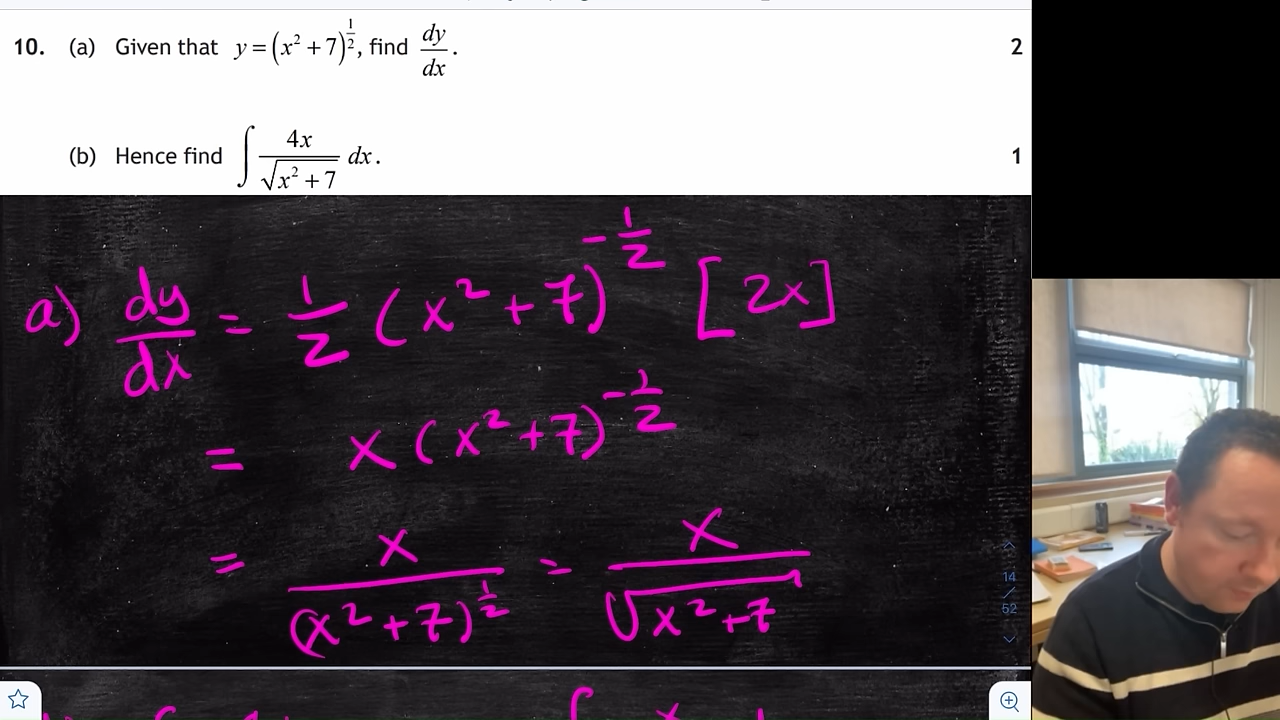 10. (a) Given that y = (x² + 7)^(1/2), find dy/dx. 2
(b) Hence find ∫ 4x/√(x² + 7) dx. 1
a) dy/dx = 1/2 (x² + 7)^(-1/2) [2x]
= x (x² + 7)^(-1/2)
= x/(x² + 7)^(1/2) = x/√(x² + 7)
14
/
52